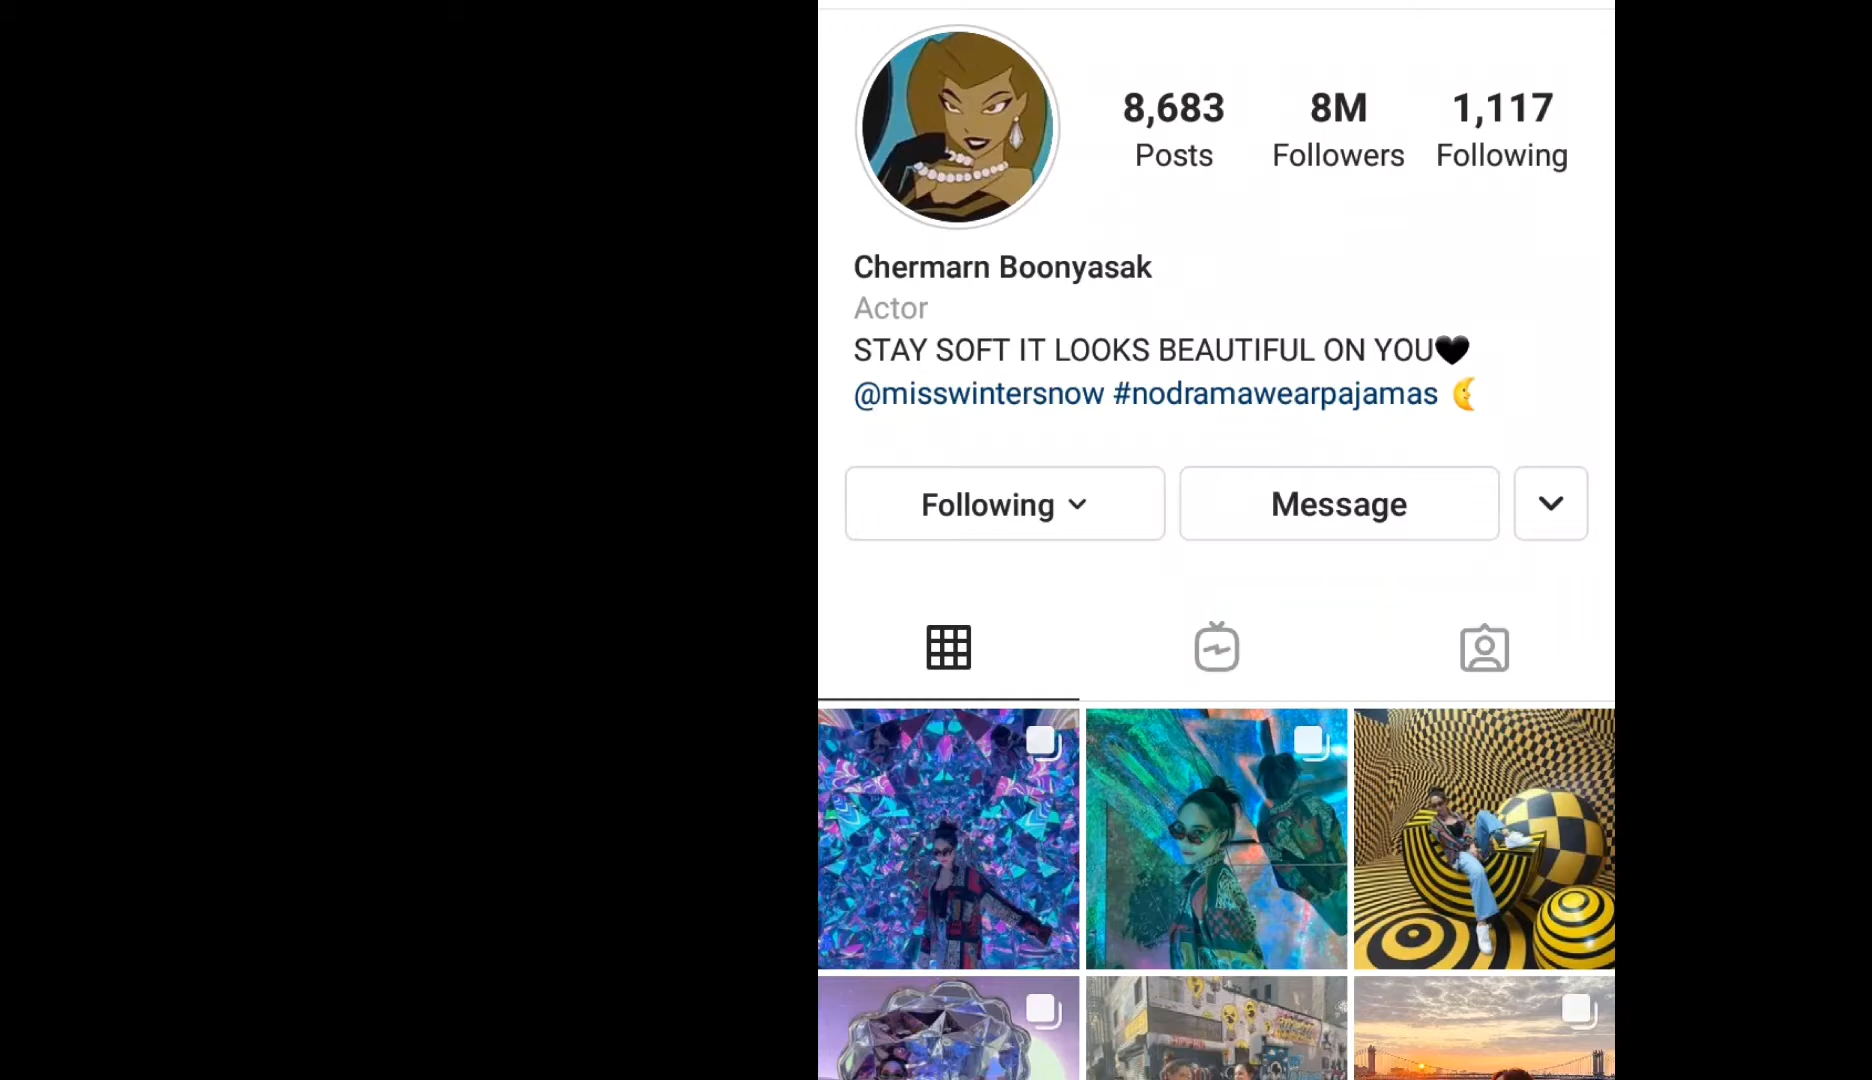 8,683 8M 1,117
Posts Followers Following
Chermarn Boonyasak
Actor
STAY SOFT IT LOOKS BEAUTIFUL ON YOU🖤
@misswintersnow #nodramawearpajamas 🌜
Following Message